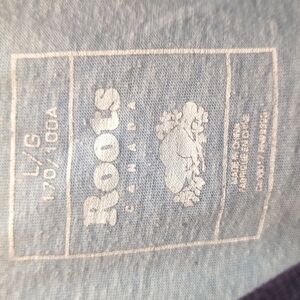 L/G
170/100A
Roots
CANADA
MADE IN CHINA
FABRIQUÉ EN CHINE